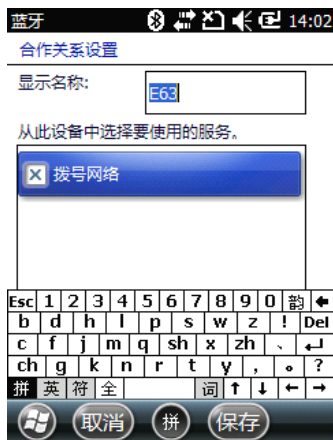 蓝牙 14:02
合作关系设置
显示名称: E63
从此设备中选择要使用的服务。
拨号网络
Esc 1 2 3 4 5 6 7 8 9 0 韵 ←
b d h l p s w z ! Del
c f j m q sh x zh 、 ↵
ch g k n r t y , 。 ?
拼 英 符 全 词 ↑ ↓ ← →
取消 拼 保存